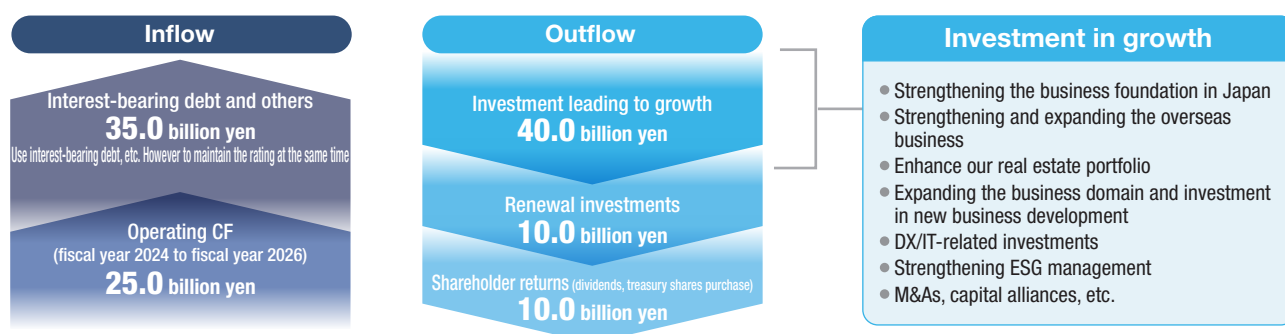 Inflow
Interest-bearing debt and others
35.0 billion yen
Use interest-bearing debt, etc. However to maintain the rating at the same time
Operating CF
(fiscal year 2024 to fiscal year 2026)
25.0 billion yen
Outflow
Investment leading to growth
40.0 billion yen
Renewal investments
10.0 billion yen
Shareholder returns (dividends, treasury shares purchase)
10.0 billion yen
Investment in growth
● Strengthening the business foundation in Japan
● Strengthening and expanding the overseas
business
● Enhance our real estate portfolio
● Expanding the business domain and investment
in new business development
● DX/IT-related investments
● Strengthening ESG management
● M&As, capital alliances, etc.